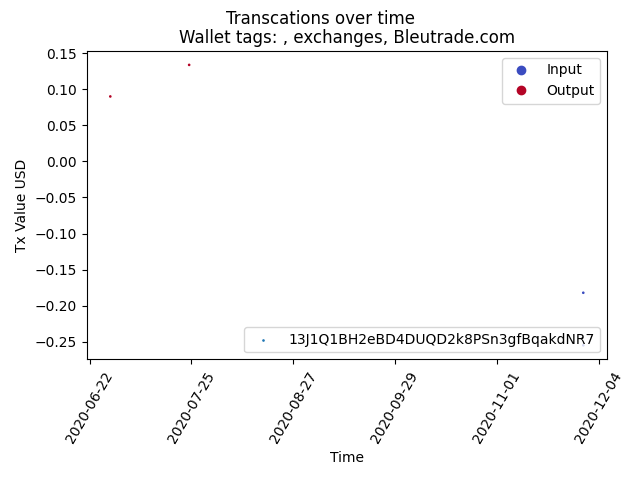 Transcations over time
Wallet tags: , exchanges, Bleutrade.com
Input
Output
0.15
0.10
0.05
0.00
−0.05
−0.10
−0.15
−0.20
−0.25
Tx Value USD
13J1Q1BH2eBD4DUQD2k8PSn3gfBqakdNR7
2020-06-22
2020-07-25
2020-08-27
2020-09-29
2020-11-01
2020-12-04
Time